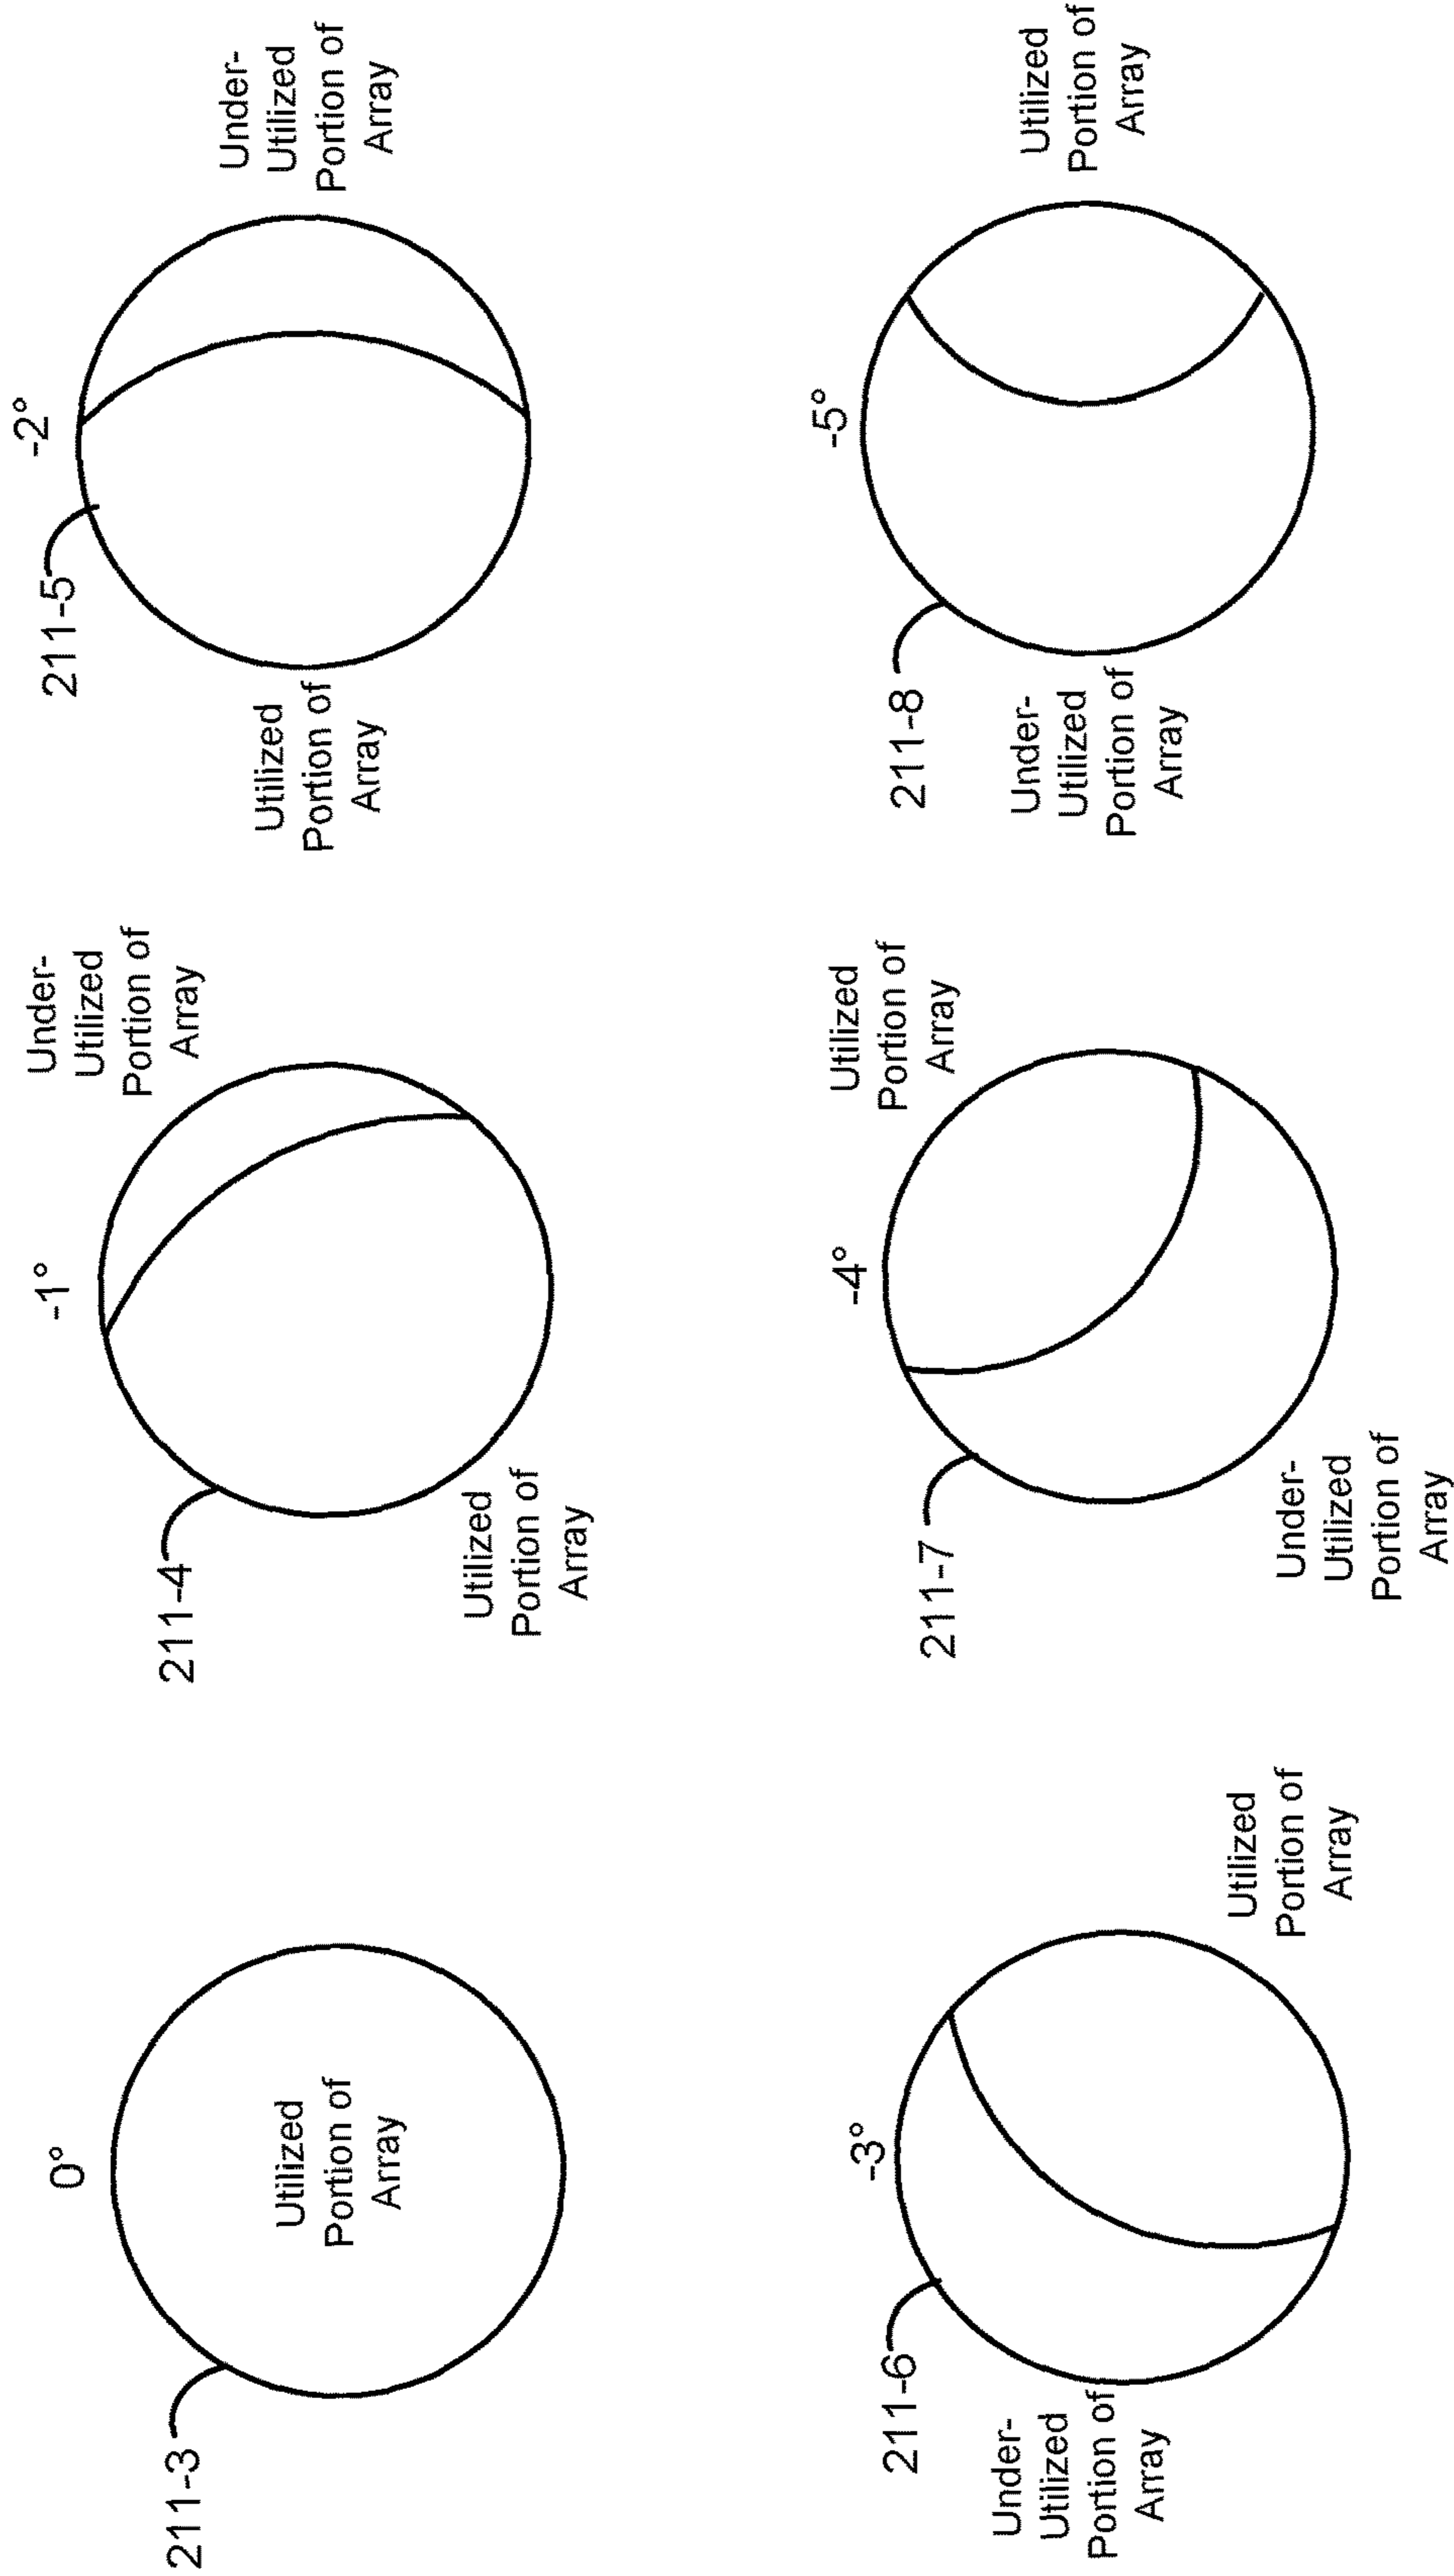 0°
211-3
Utilized
Portion of
Array
-1°
211-4
Under-
Utilized
Portion of
Array
Utilized
Portion of
Array
-2°
211-5
Under-
Utilized
Portion of
Array
Utilized
Portion of
Array
-3°
211-6
Under-
Utilized
Portion of
Array
Utilized
Portion of
Array
-4°
211-7
Utilized
Portion of
Array
Under-
Utilized
Portion of
Array
-5°
211-8
Under-
Utilized
Portion of
Array
Utilized
Portion of
Array